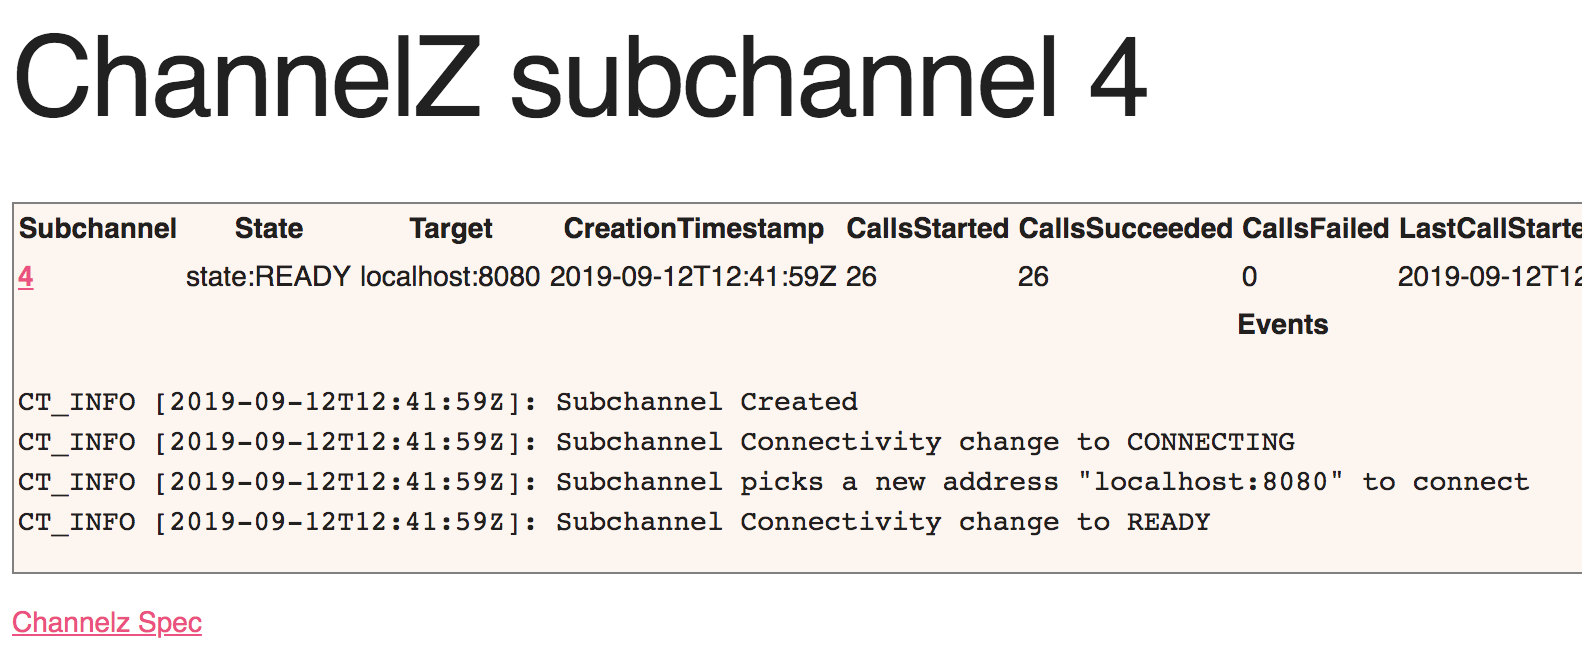 ChannelZ subchannel 4
Subchannel State Target CreationTimestamp CallsStarted CallsSucceeded CallsFailed LastCallStarte
4 state:READY localhost:8080 2019-09-12T12:41:59Z 26 26 0 2019-09-12T12
Events
CT_INFO [2019-09-12T12:41:59Z]: Subchannel Created
CT_INFO [2019-09-12T12:41:59Z]: Subchannel Connectivity change to CONNECTING
CT_INFO [2019-09-12T12:41:59Z]: Subchannel picks a new address "localhost:8080" to connect
CT_INFO [2019-09-12T12:41:59Z]: Subchannel Connectivity change to READY
Channelz Spec